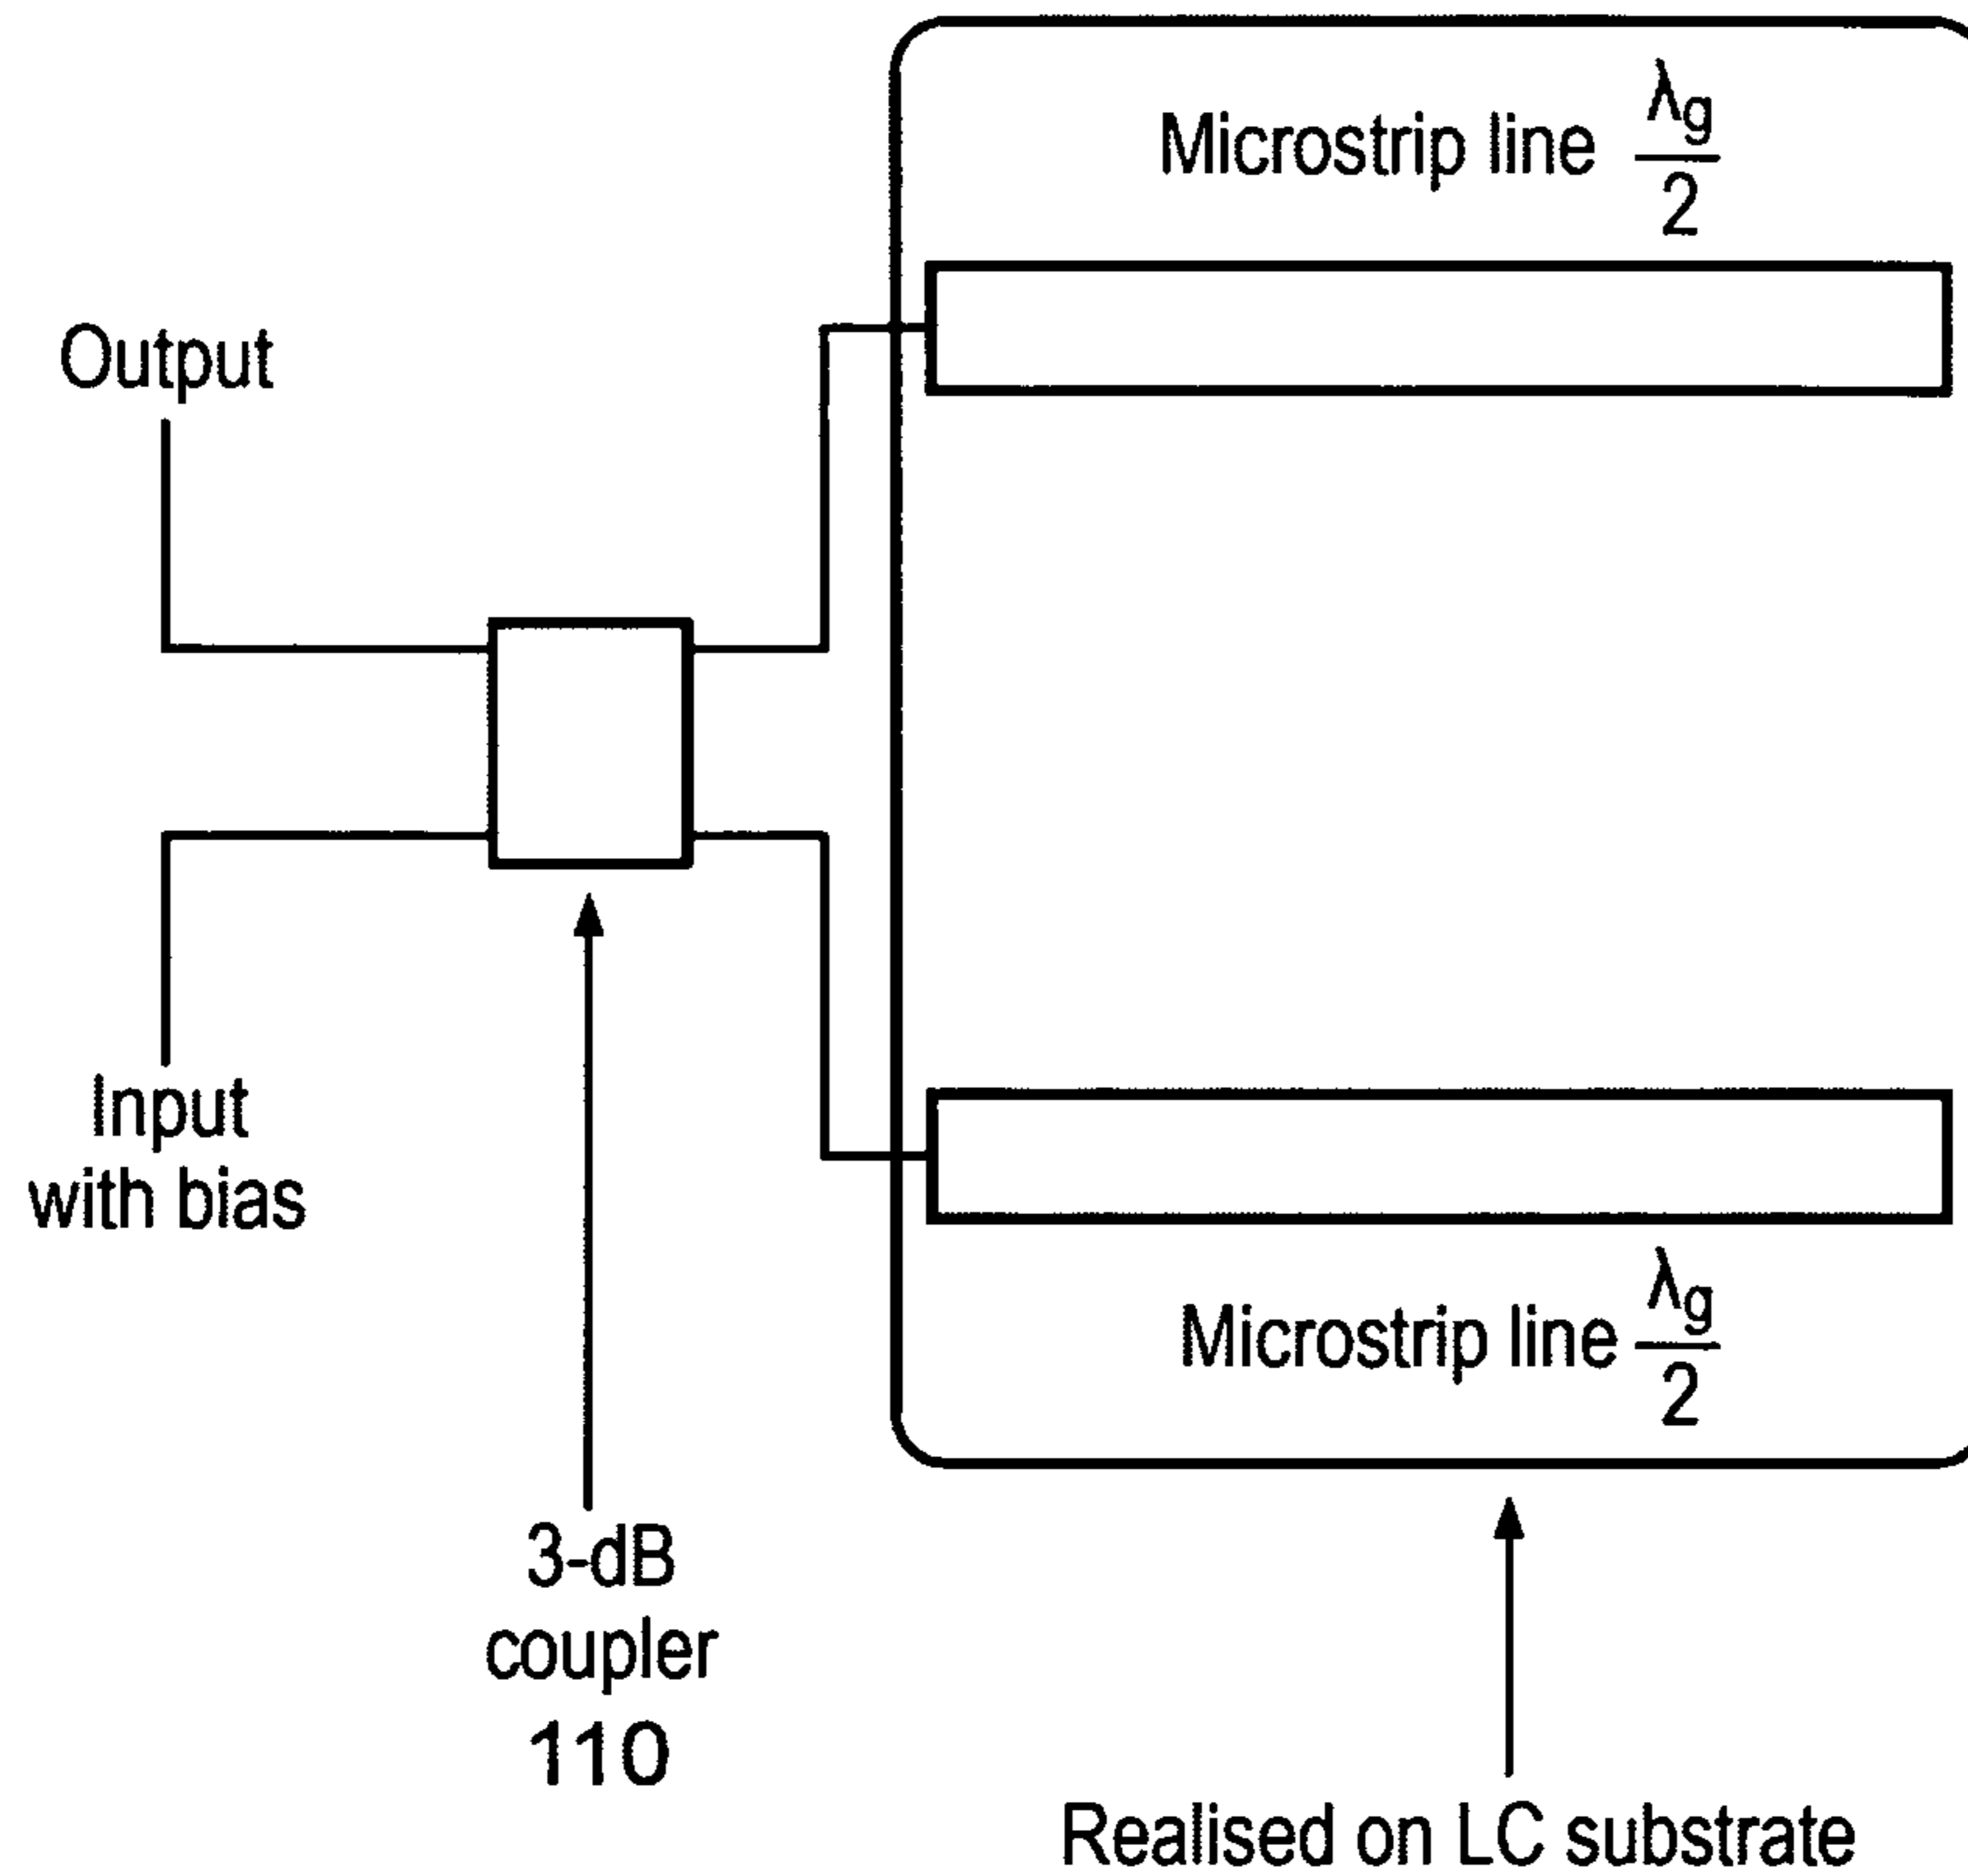 Microstrip line λg/2
Output
Input
with bias
Microstrip line λg/2
3-dB
coupler
110
Realised on LC substrate